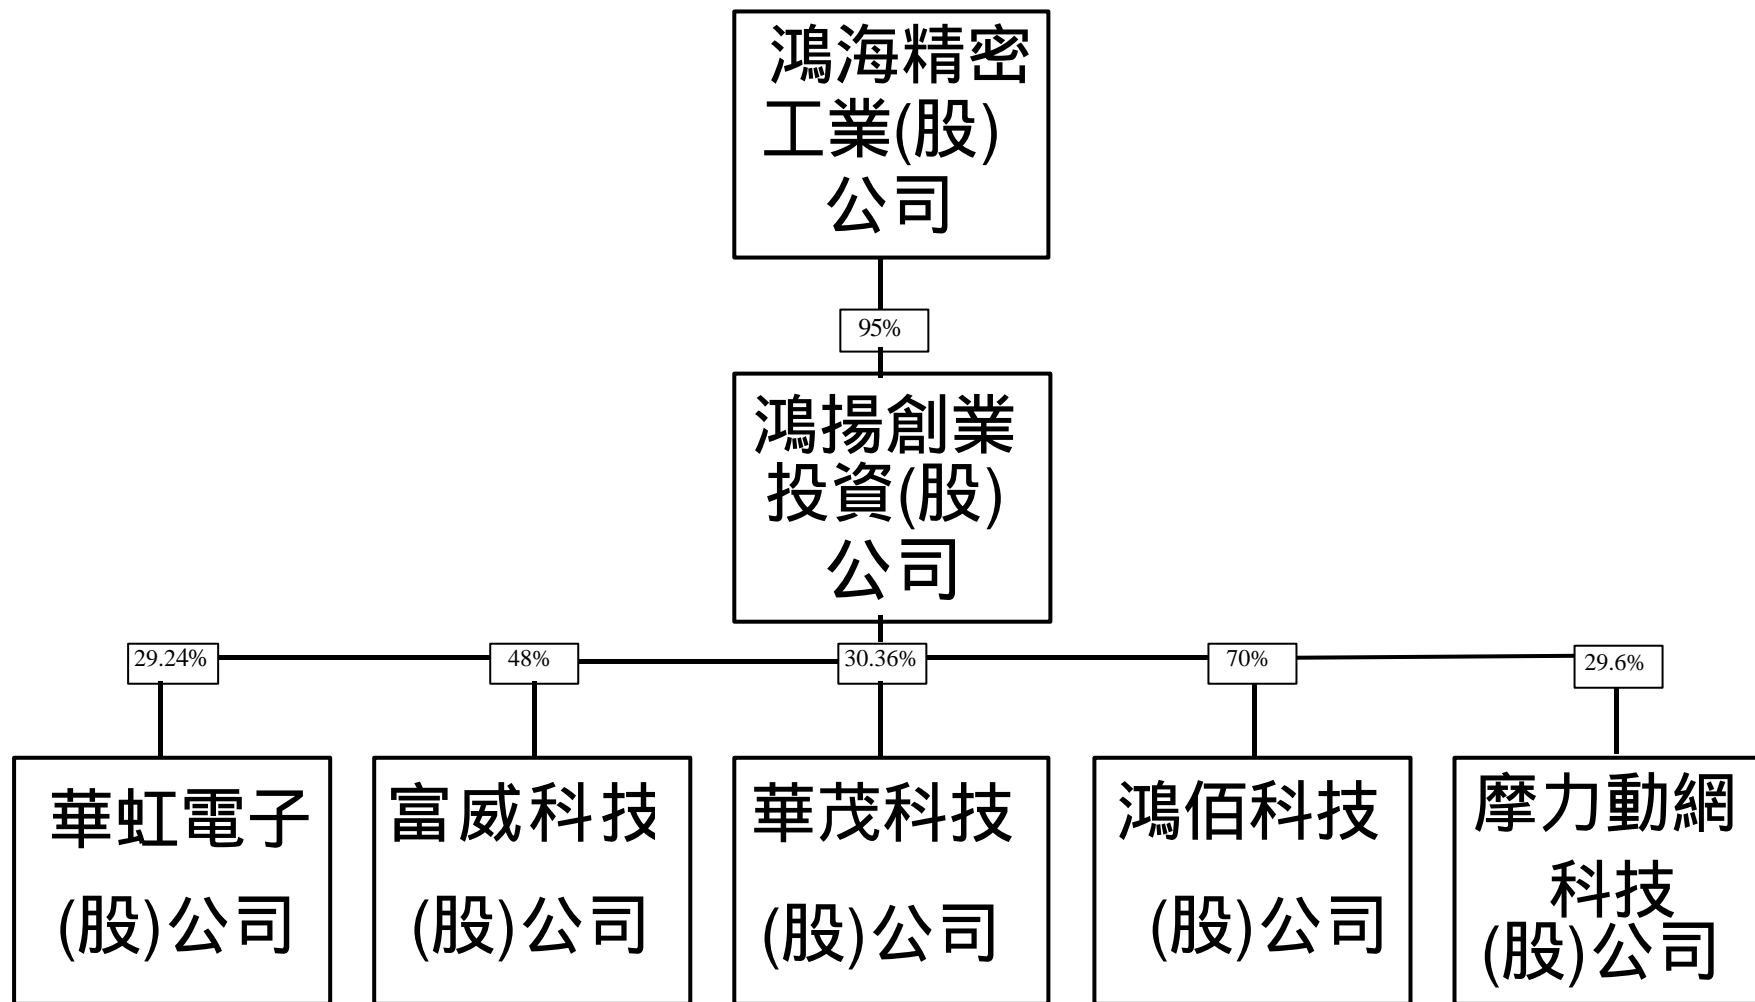 鴻海精密
工業(股)
公司
95%
鴻揚創業
投資(股)
公司
29.24%
48%
30.36%
70%
29.6%
華虹電子
(股)公司
富威科技
(股)公司
華茂科技
(股)公司
鴻佰科技
(股)公司
摩力動網
科技
(股)公司